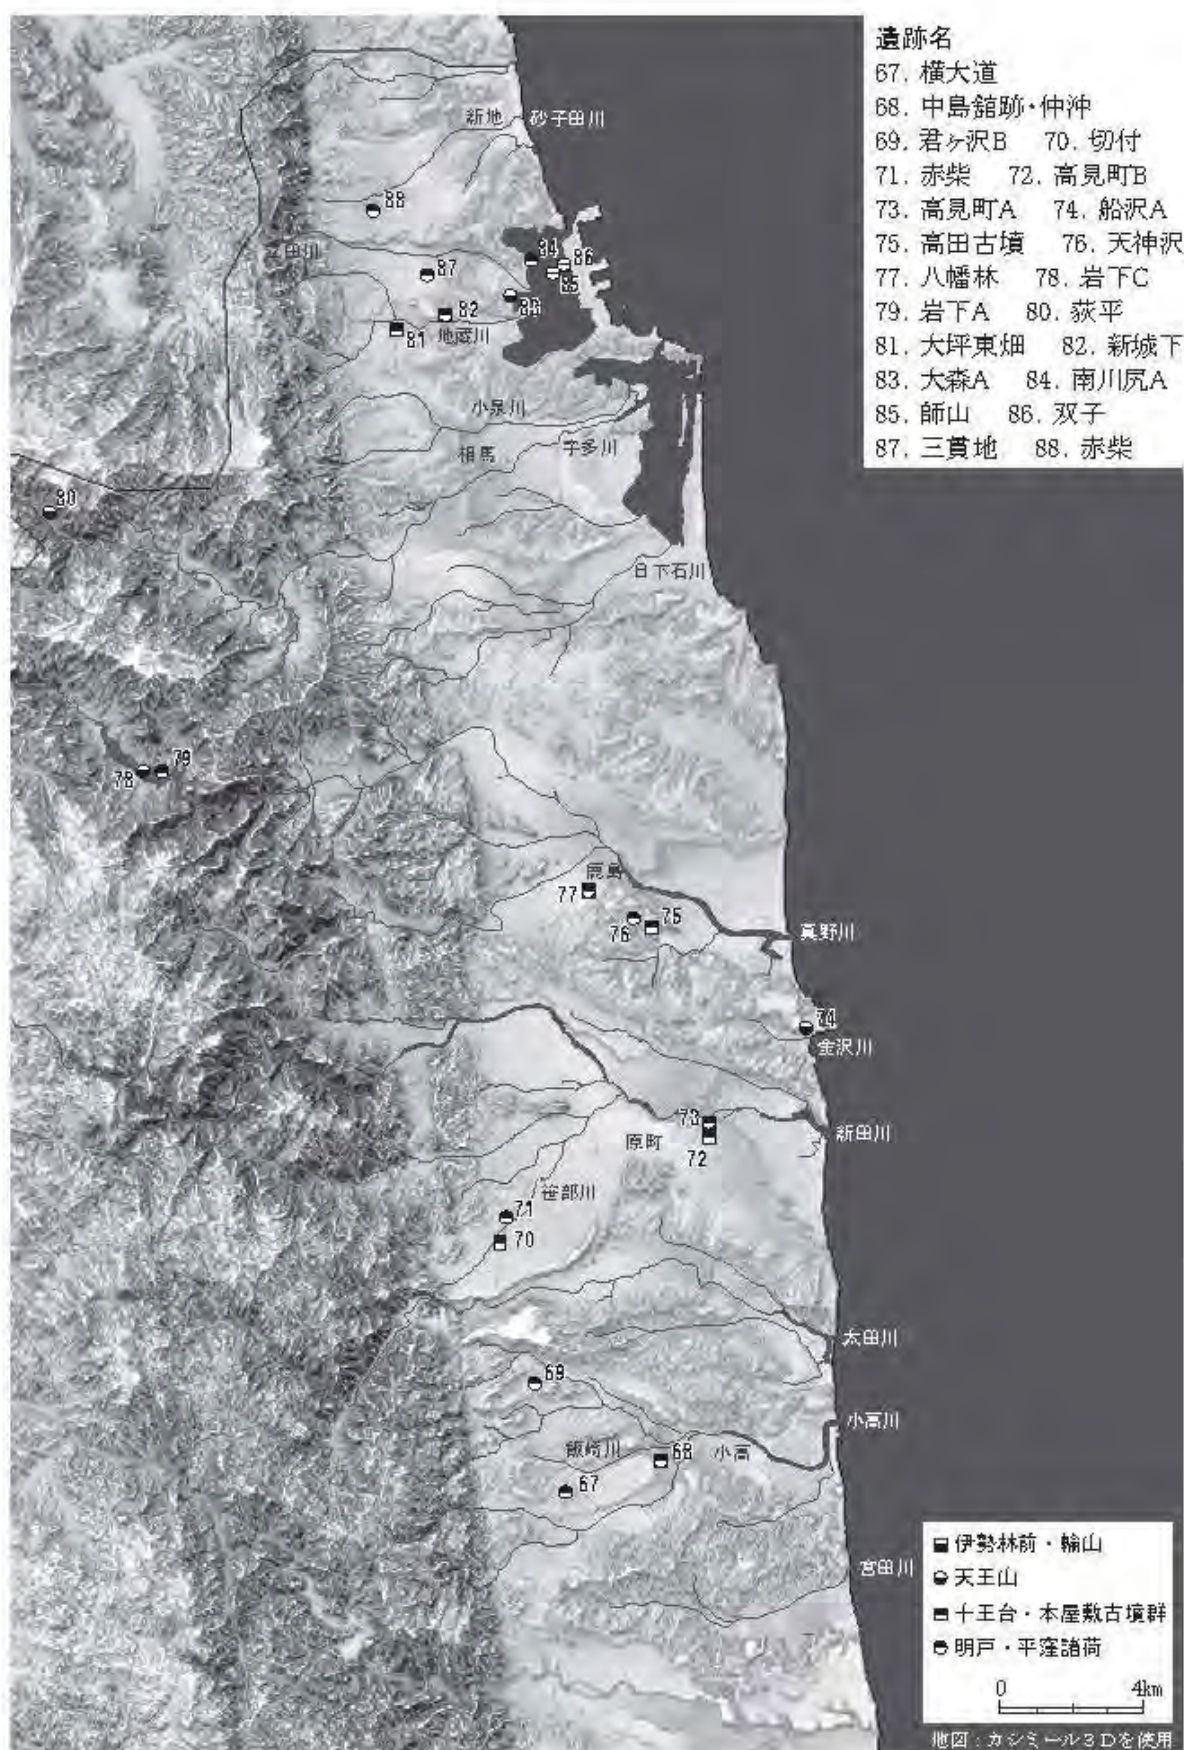 遺跡名
67. 横大道
68. 中島館跡・仲沖
69. 君ヶ沢B 70. 切付
71. 赤柴 72. 高見町B
73. 高見町A 74. 船沢A
75. 高田古墳 76. 天神沢
77. 八幡林 78. 岩下C
79. 岩下A 80. 荻平
81. 大坪東畑 82. 新城下
83. 大森A 84. 南川尻A
85. 師山 86. 双子
87. 三貫地 88. 赤柴
新地 砂子田川
88
84
86
87
85
82
83
81
地蔵川
小泉川
相馬
宇多川
80
日下石川
78
79
鹿島
77
75
76
真野川
74
金沢川
73
新田川
原町
72
笹部川
71
70
太田川
69
小高川
飯崎川
68
小高
67
宮田川
伊勢林前・輪山
天王山
十王台・本屋敷古墳群
明戸・平窪諸荷
0 4km
地図:カシミール3Dを使用